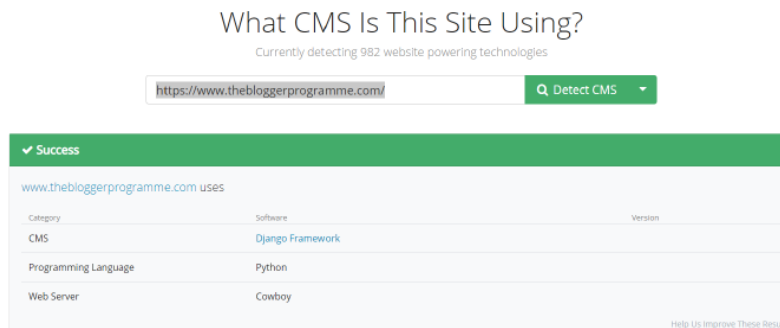 What CMS Is This Site Using?
Currently detecting 982 website powering technologies
https://www.thebloggerprogramme.com/ Detect CMS
Success
www.thebloggerprogramme.com uses
Category Software Version
CMS Django Framework
Programming Language Python
Web Server Cowboy
Help Us Improve These Resu